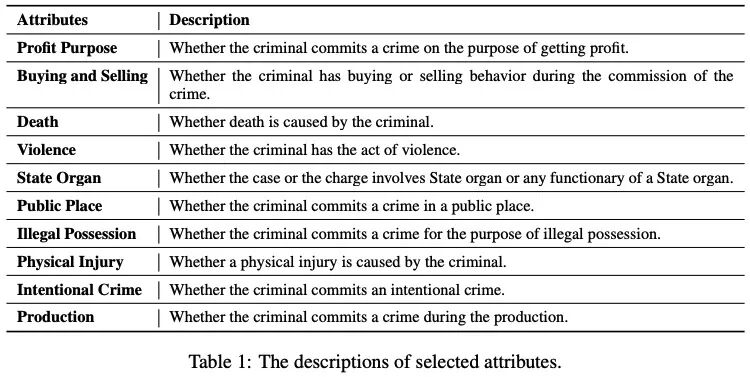 Attributes Description
Profit Purpose Whether the criminal commits a crime on the purpose of getting profit.
Buying and Selling Whether the criminal has buying or selling behavior during the commission of the
crime.
Death Whether death is caused by the criminal.
Violence Whether the criminal has the act of violence.
State Organ Whether the case or the charge involves State organ or any functionary of a State organ.
Public Place Whether the criminal commits a crime in a public place.
Illegal Possession Whether the criminal commits a crime for the purpose of illegal possession.
Physical Injury Whether a physical injury is caused by the criminal.
Intentional Crime Whether the criminal commits an intentional crime.
Production Whether the criminal commits a crime during the production.
Table 1: The descriptions of selected attributes.